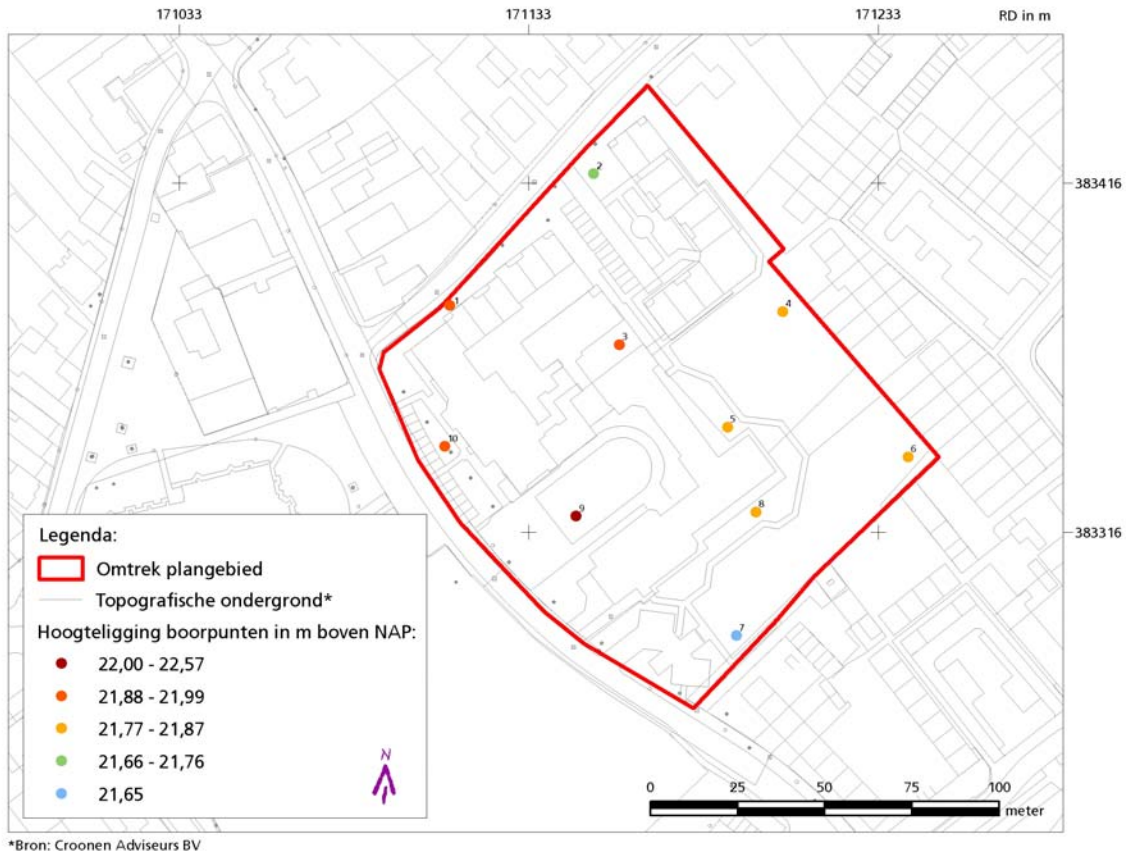 171033 171133 171233 RD in m
2
383416
1
4
3
5
10
6
9
8
383316
7
Legenda:
Omtrek plangebied
Topografische ondergrond*
Hoogteligging boorpunten in m boven NAP:
22,00 - 22,57
21,88 - 21,99
21,77 - 21,87
21,66 - 21,76
21,65
N
0 25 50 75 100
meter
*Bron: Croonen Adviseurs BV